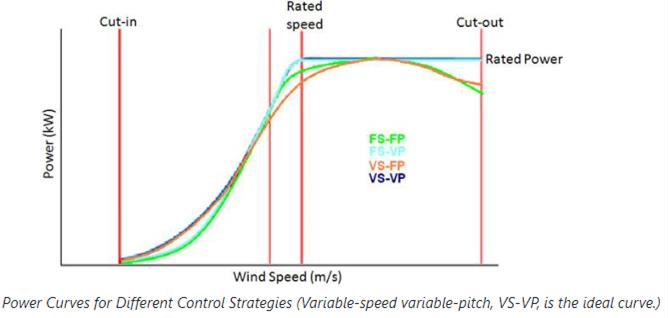 Rated
speed
Cut-in
Cut-out
Rated Power
Power (kW)
FS-FP
FS-VP
VS-FP
VS-VP
Wind Speed (m/s)
Power Curves for Different Control Strategies (Variable-speed variable-pitch, VS-VP, is the ideal curve.)